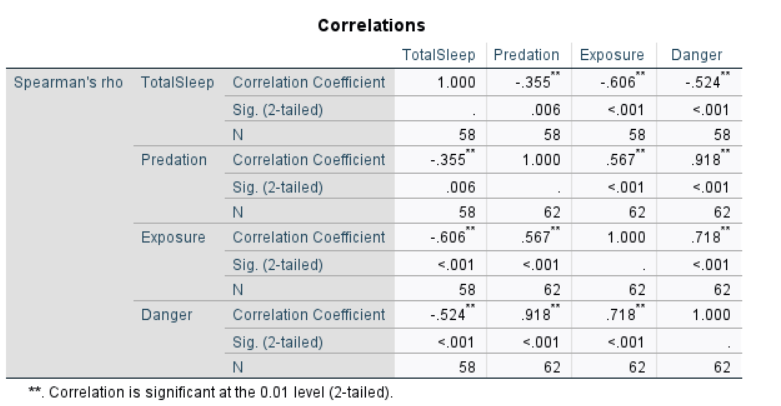 Correlations
TotalSleep Predation Exposure Danger
Spearman's rho TotalSleep Correlation Coefficient 1.000 -.355** -.606** -.524**
Sig. (2-tailed) . .006 <.001 <.001
N 58 58 58 58
Predation Correlation Coefficient -.355** 1.000 .567** .918**
Sig. (2-tailed) .006 . <.001 <.001
N 58 62 62 62
Exposure Correlation Coefficient -.606** .567** 1.000 .718**
Sig. (2-tailed) <.001 <.001 . <.001
N 58 62 62 62
Danger Correlation Coefficient -.524** .918** .718** 1.000
Sig. (2-tailed) <.001 <.001 <.001 .
N 58 62 62 62
**. Correlation is significant at the 0.01 level (2-tailed).